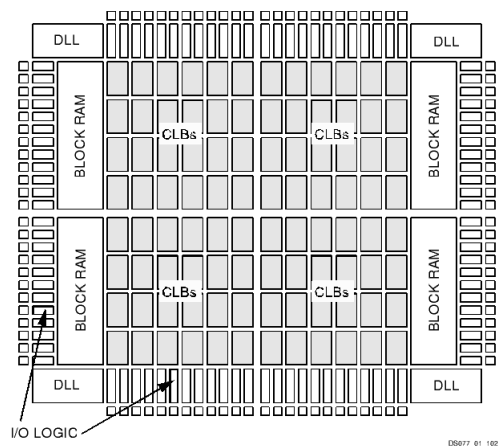 DLL DLL
BLOCK RAM CLBs CLBs BLOCK RAM
BLOCK RAM CLBs CLBs BLOCK RAM
DLL DLL
I/O LOGIC
DS077_01_102